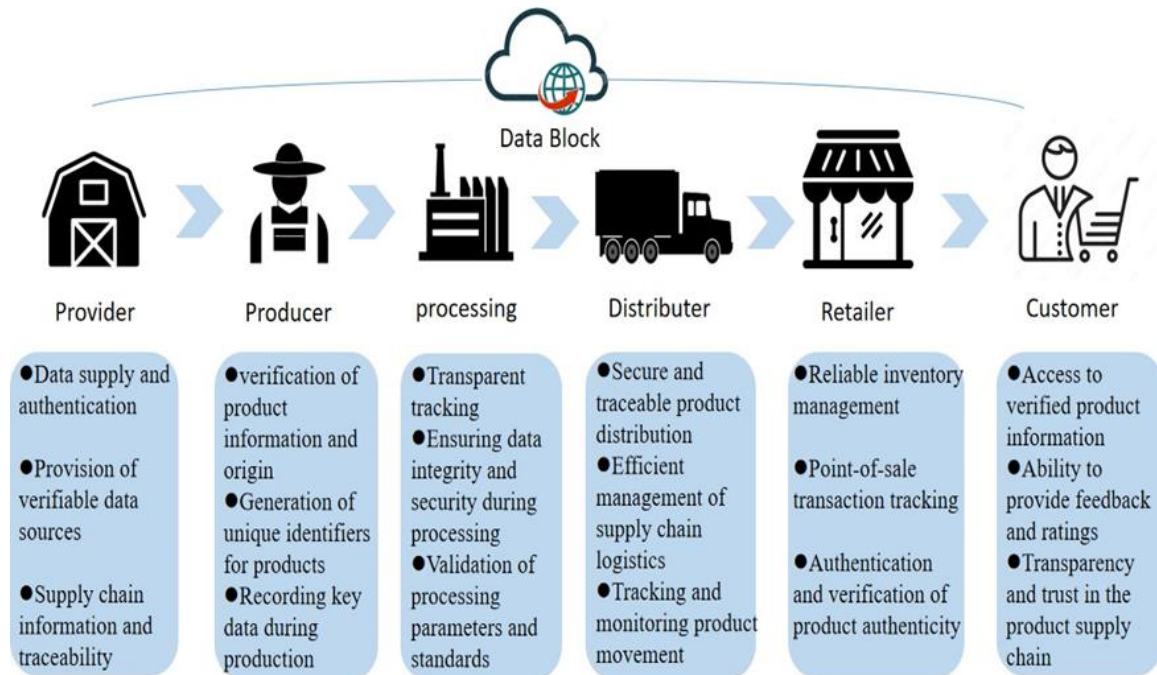 Data Block
Provider
Producer
processing
Distributer
Retailer
Customer
●Data supply and
authentication
●Provision of
verifiable data
sources
●Supply chain
information and
traceability
●verification of
product
information and
origin
●Generation of
unique identifiers
for products
●Recording key
data during
production
●Transparent
tracking
●Ensuring data
integrity and
security during
processing
●Validation of
processing
parameters and
standards
●Secure and
traceable product
distribution
●Efficient
management of
supply chain
logistics
●Tracking and
monitoring product
movement
●Reliable inventory
management
●Point-of-sale
transaction tracking
●Authentication
and verification of
product authenticity
●Access to
verified product
information
●Ability to
provide feedback
and ratings
●Transparency
and trust in the
product supply
chain